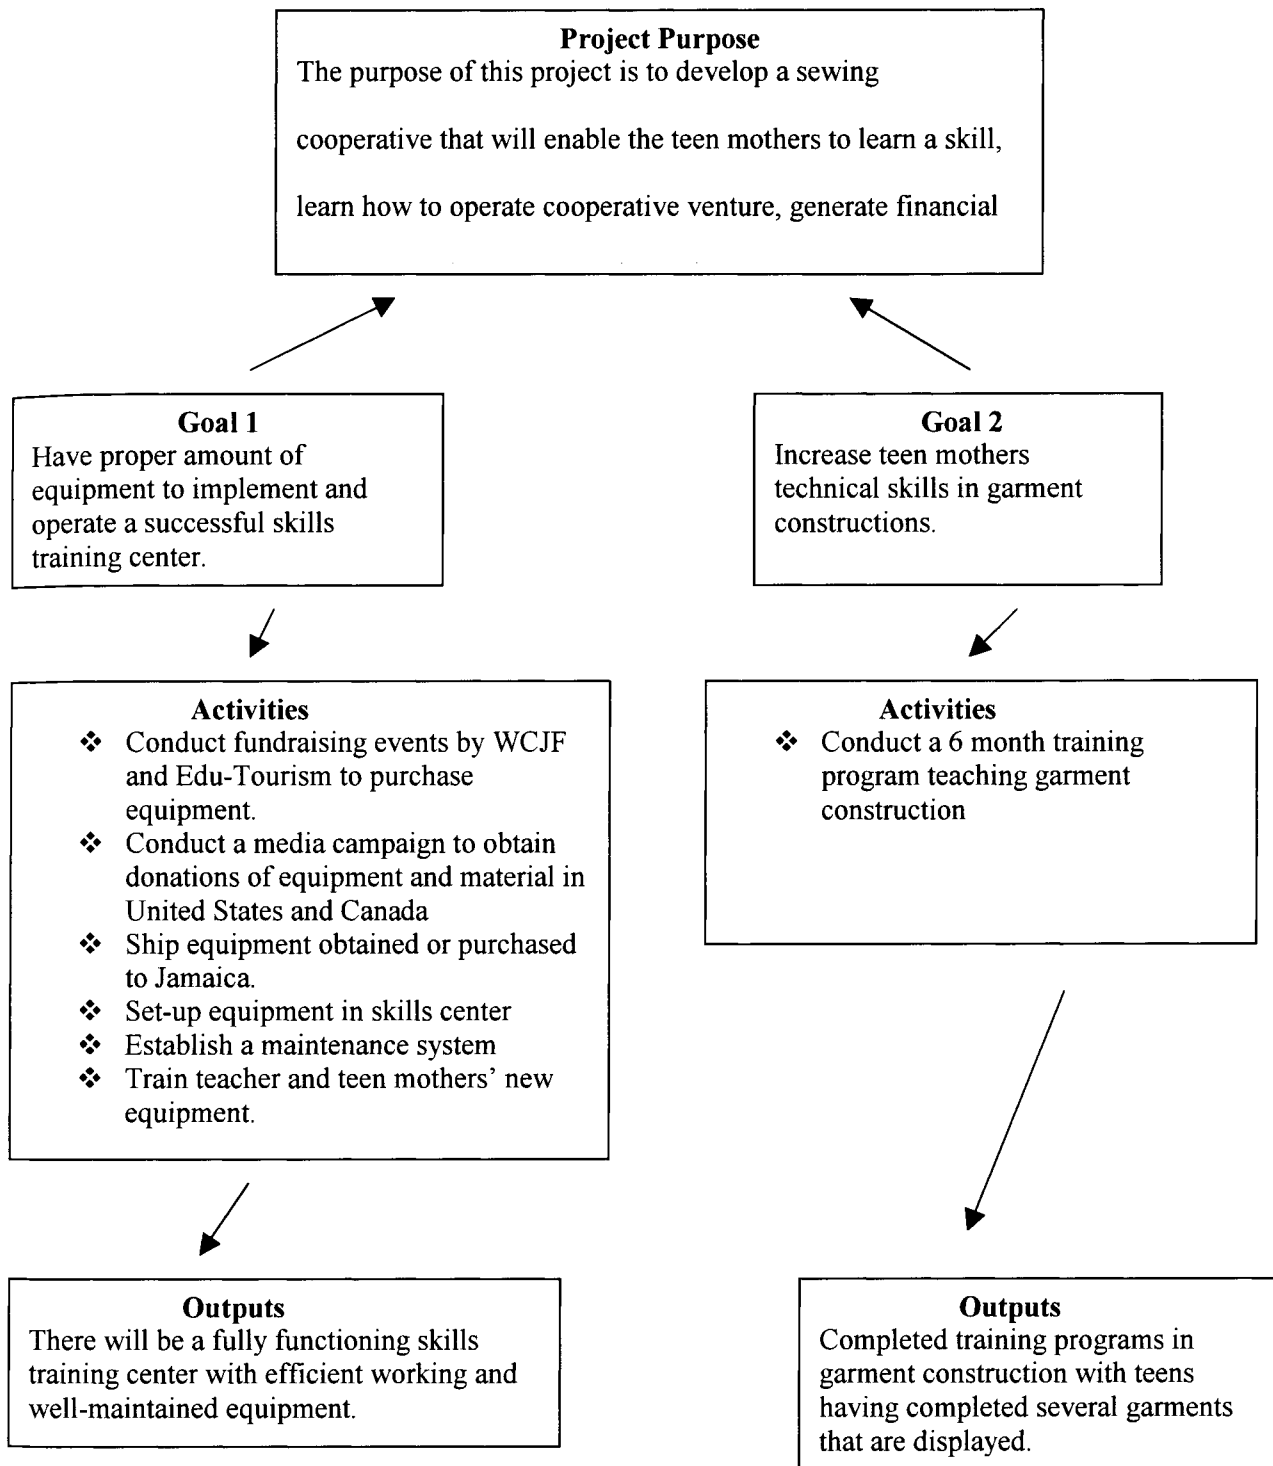 Project Purpose
The purpose of this project is to develop a sewing
cooperative that will enable the teen mothers to learn a skill,
learn how to operate cooperative venture, generate financial
Goal 1
Have proper amount of
equipment to implement and
operate a successful skills
training center.
Goal 2
Increase teen mothers
technical skills in garment
constructions.
Activities
❖ Conduct fundraising events by WCJF
and Edu-Tourism to purchase
equipment.
❖ Conduct a media campaign to obtain
donations of equipment and material in
United States and Canada
❖ Ship equipment obtained or purchased
to Jamaica.
❖ Set-up equipment in skills center
❖ Establish a maintenance system
❖ Train teacher and teen mothers’ new
equipment.
Activities
❖ Conduct a 6 month training
program teaching garment
construction
Outputs
There will be a fully functioning skills
training center with efficient working and
well-maintained equipment.
Outputs
Completed training programs in
garment construction with teens
having completed several garments
that are displayed.